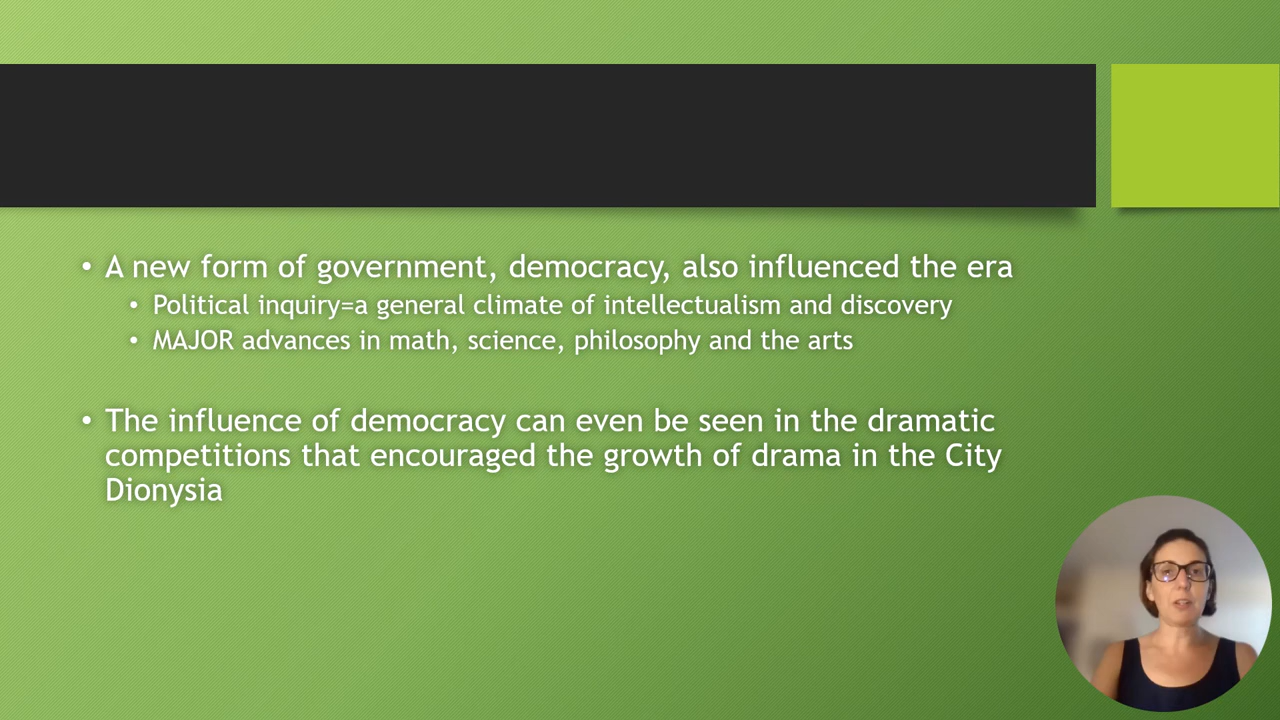 • A new form of government, democracy, also influenced the era
• Political inquiry=a general climate of intellectualism and discovery
• MAJOR advances in math, science, philosophy and the arts
• The influence of democracy can even be seen in the dramatic
competitions that encouraged the growth of drama in the City
Dionysia